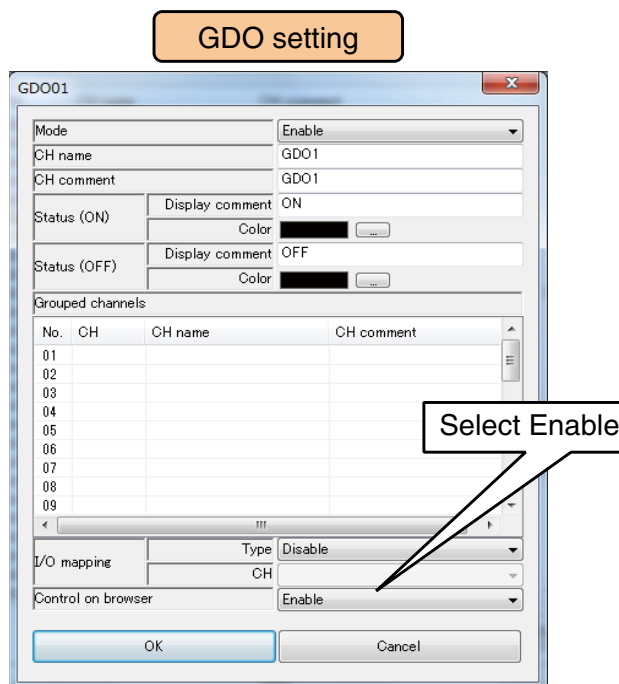 GDO setting
GDO01
Mode Enable
CH name GDO1
CH comment GDO1
Status (ON) Display comment ON
Color ...
Status (OFF) Display comment OFF
Color ...
Grouped channels
No. CH CH name CH comment
01
02
03
04
05
06
07
08
09
Select Enable
I/O mapping Type Disable
CH
Control on browser Enable
OK Cancel